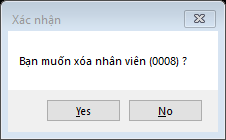 Xác nhận
Bạn muốn xóa nhân viên (0008) ?
Yes
No